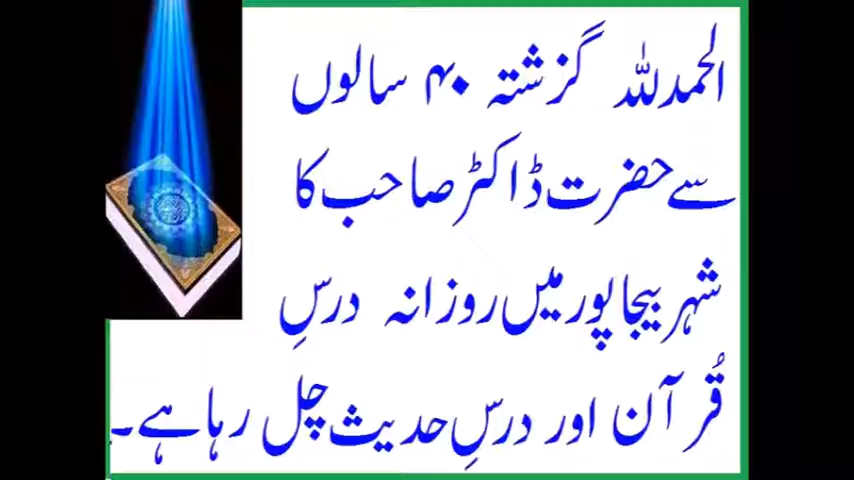 الحمدللہ گزشتہ ۴۰ سالوں
سے حضرت ڈاکٹر صاحب کا
شہر بیجاپور میں روزانہ درسِ
قُرآن اور درسِ حدیث چل رہا ہے۔